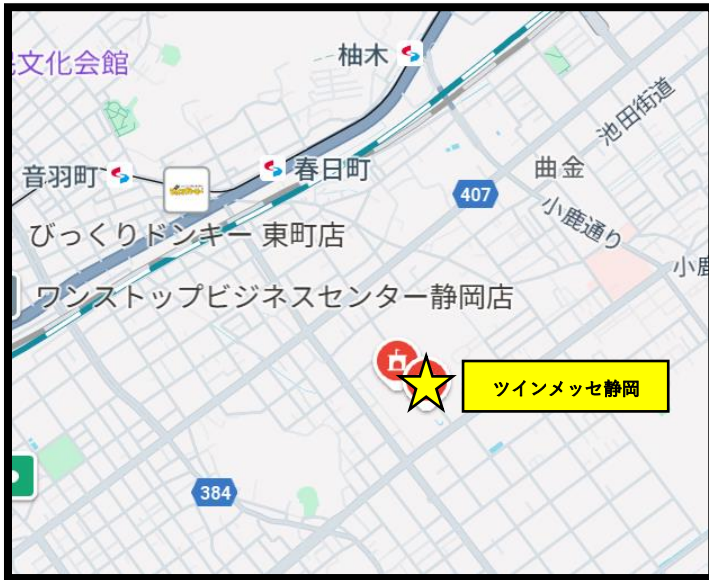 文化会館
柚木
池田街道
音羽町
春日町
407
曲金
小鹿通り
びっくりドンキー 東町店
小鹿
ワンストップビジネスセンター静岡店
ツインメッセ静岡
384